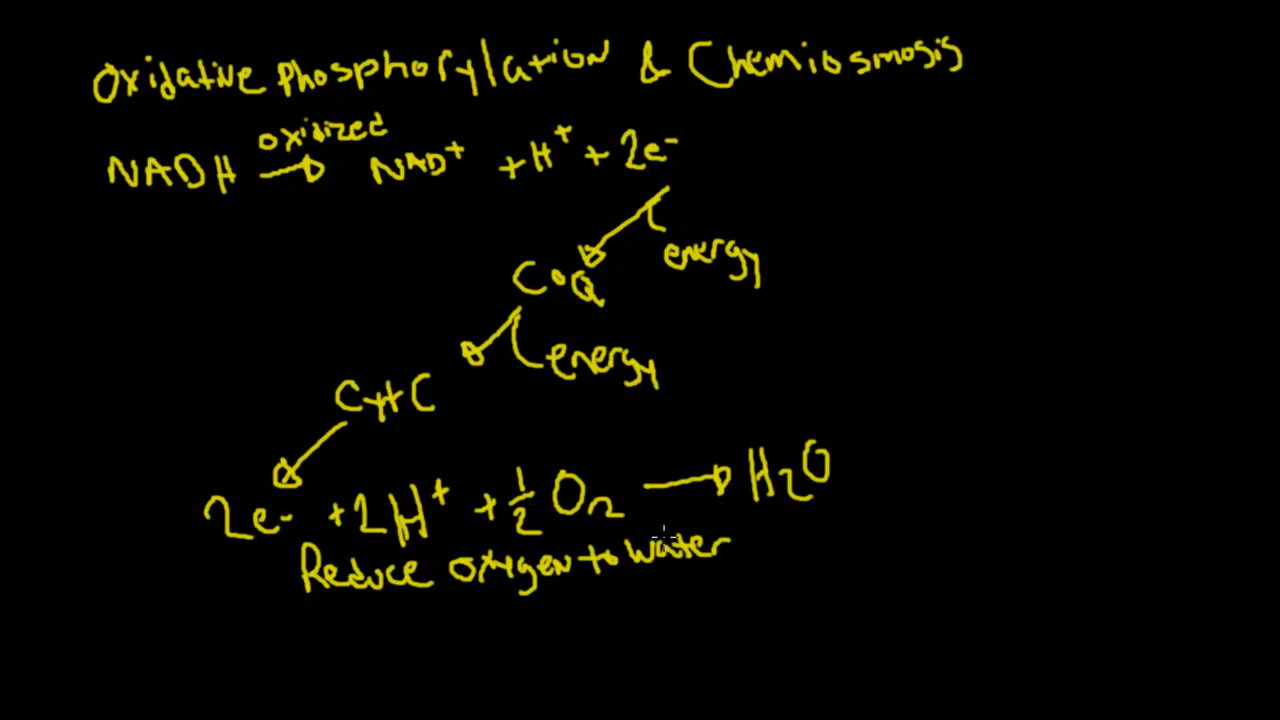 Oxidative Phosphorylation & Chemiosmosis
oxidized
NADH → NAD+ + H+ + 2e-
energy
CoQ
energy
Cyt C
2e- + 2H+ + 1/2 O2 → H2O
Reduce oxygen to water